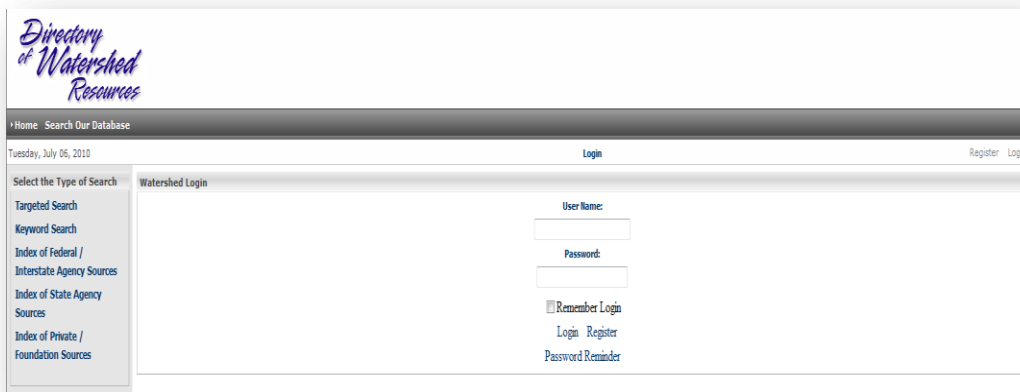 Directory
of Watershed
Resources
Home Search Our Database
Tuesday, July 06, 2010 Login Register Log
Select the Type of Search
Targeted Search
Keyword Search
Index of Federal /
Interstate Agency Sources
Index of State Agency
Sources
Index of Private /
Foundation Sources
Watershed Login
User Name:
Password:
Remember Login
Login Register
Password Reminder